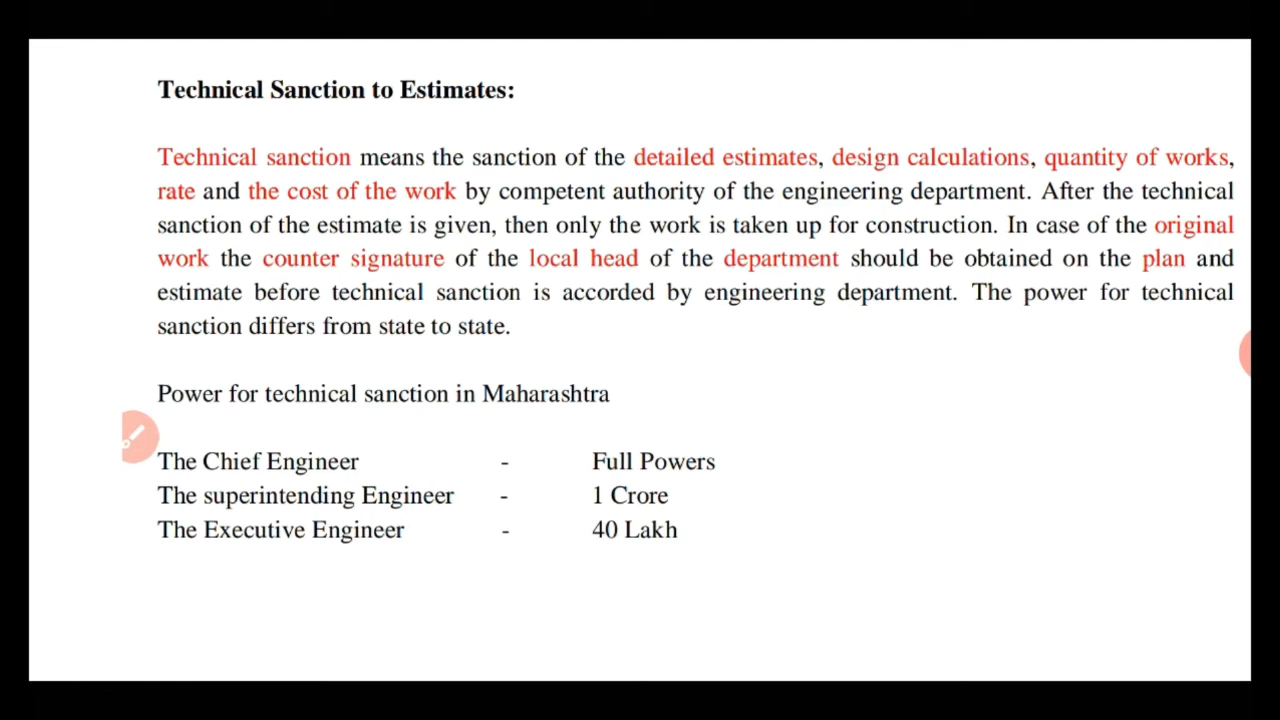 Technical Sanction to Estimates:
Technical sanction means the sanction of the detailed estimates, design calculations, quantity of works,
rate and the cost of the work by competent authority of the engineering department. After the technical
sanction of the estimate is given, then only the work is taken up for construction. In case of the original
work the counter signature of the local head of the department should be obtained on the plan and
estimate before technical sanction is accorded by engineering department. The power for technical
sanction differs from state to state.
Power for technical sanction in Maharashtra
The Chief Engineer - Full Powers
The superintending Engineer - 1 Crore
The Executive Engineer - 40 Lakh